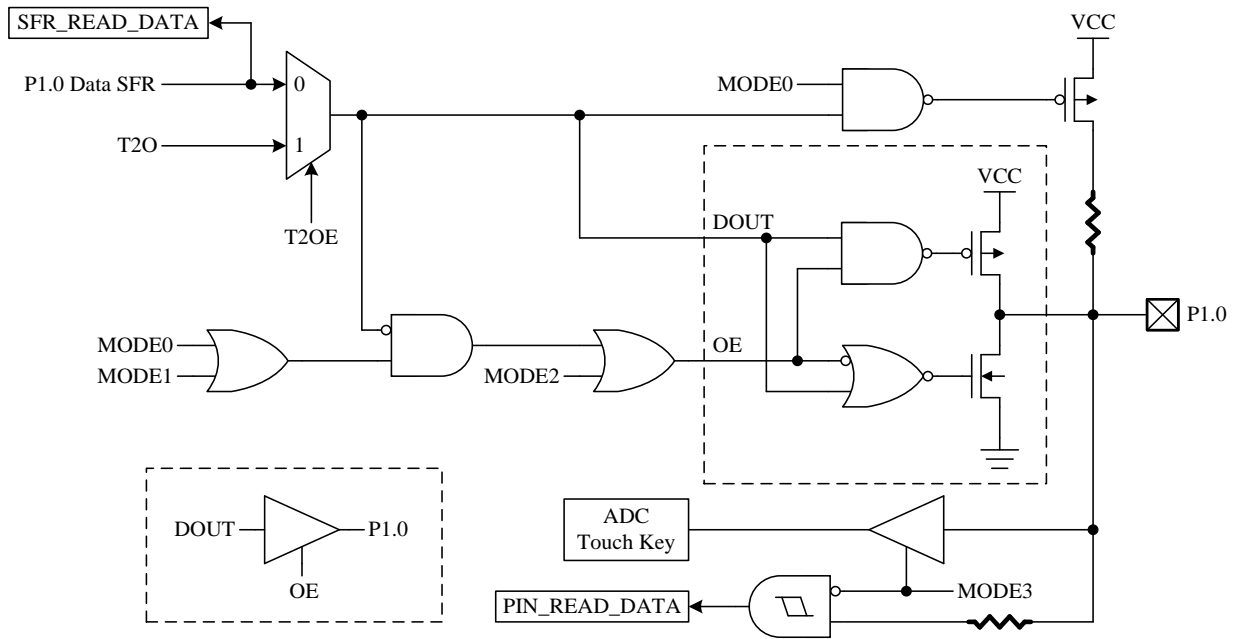 SFR_READ_DATA
VCC
P1.0 Data SFR
0
MODE0
T2O
1
VCC
T2OE
DOUT
P1.0
MODE0
OE
MODE1
MODE2
ADC
Touch Key
DOUT
P1.0
OE
MODE3
PIN_READ_DATA